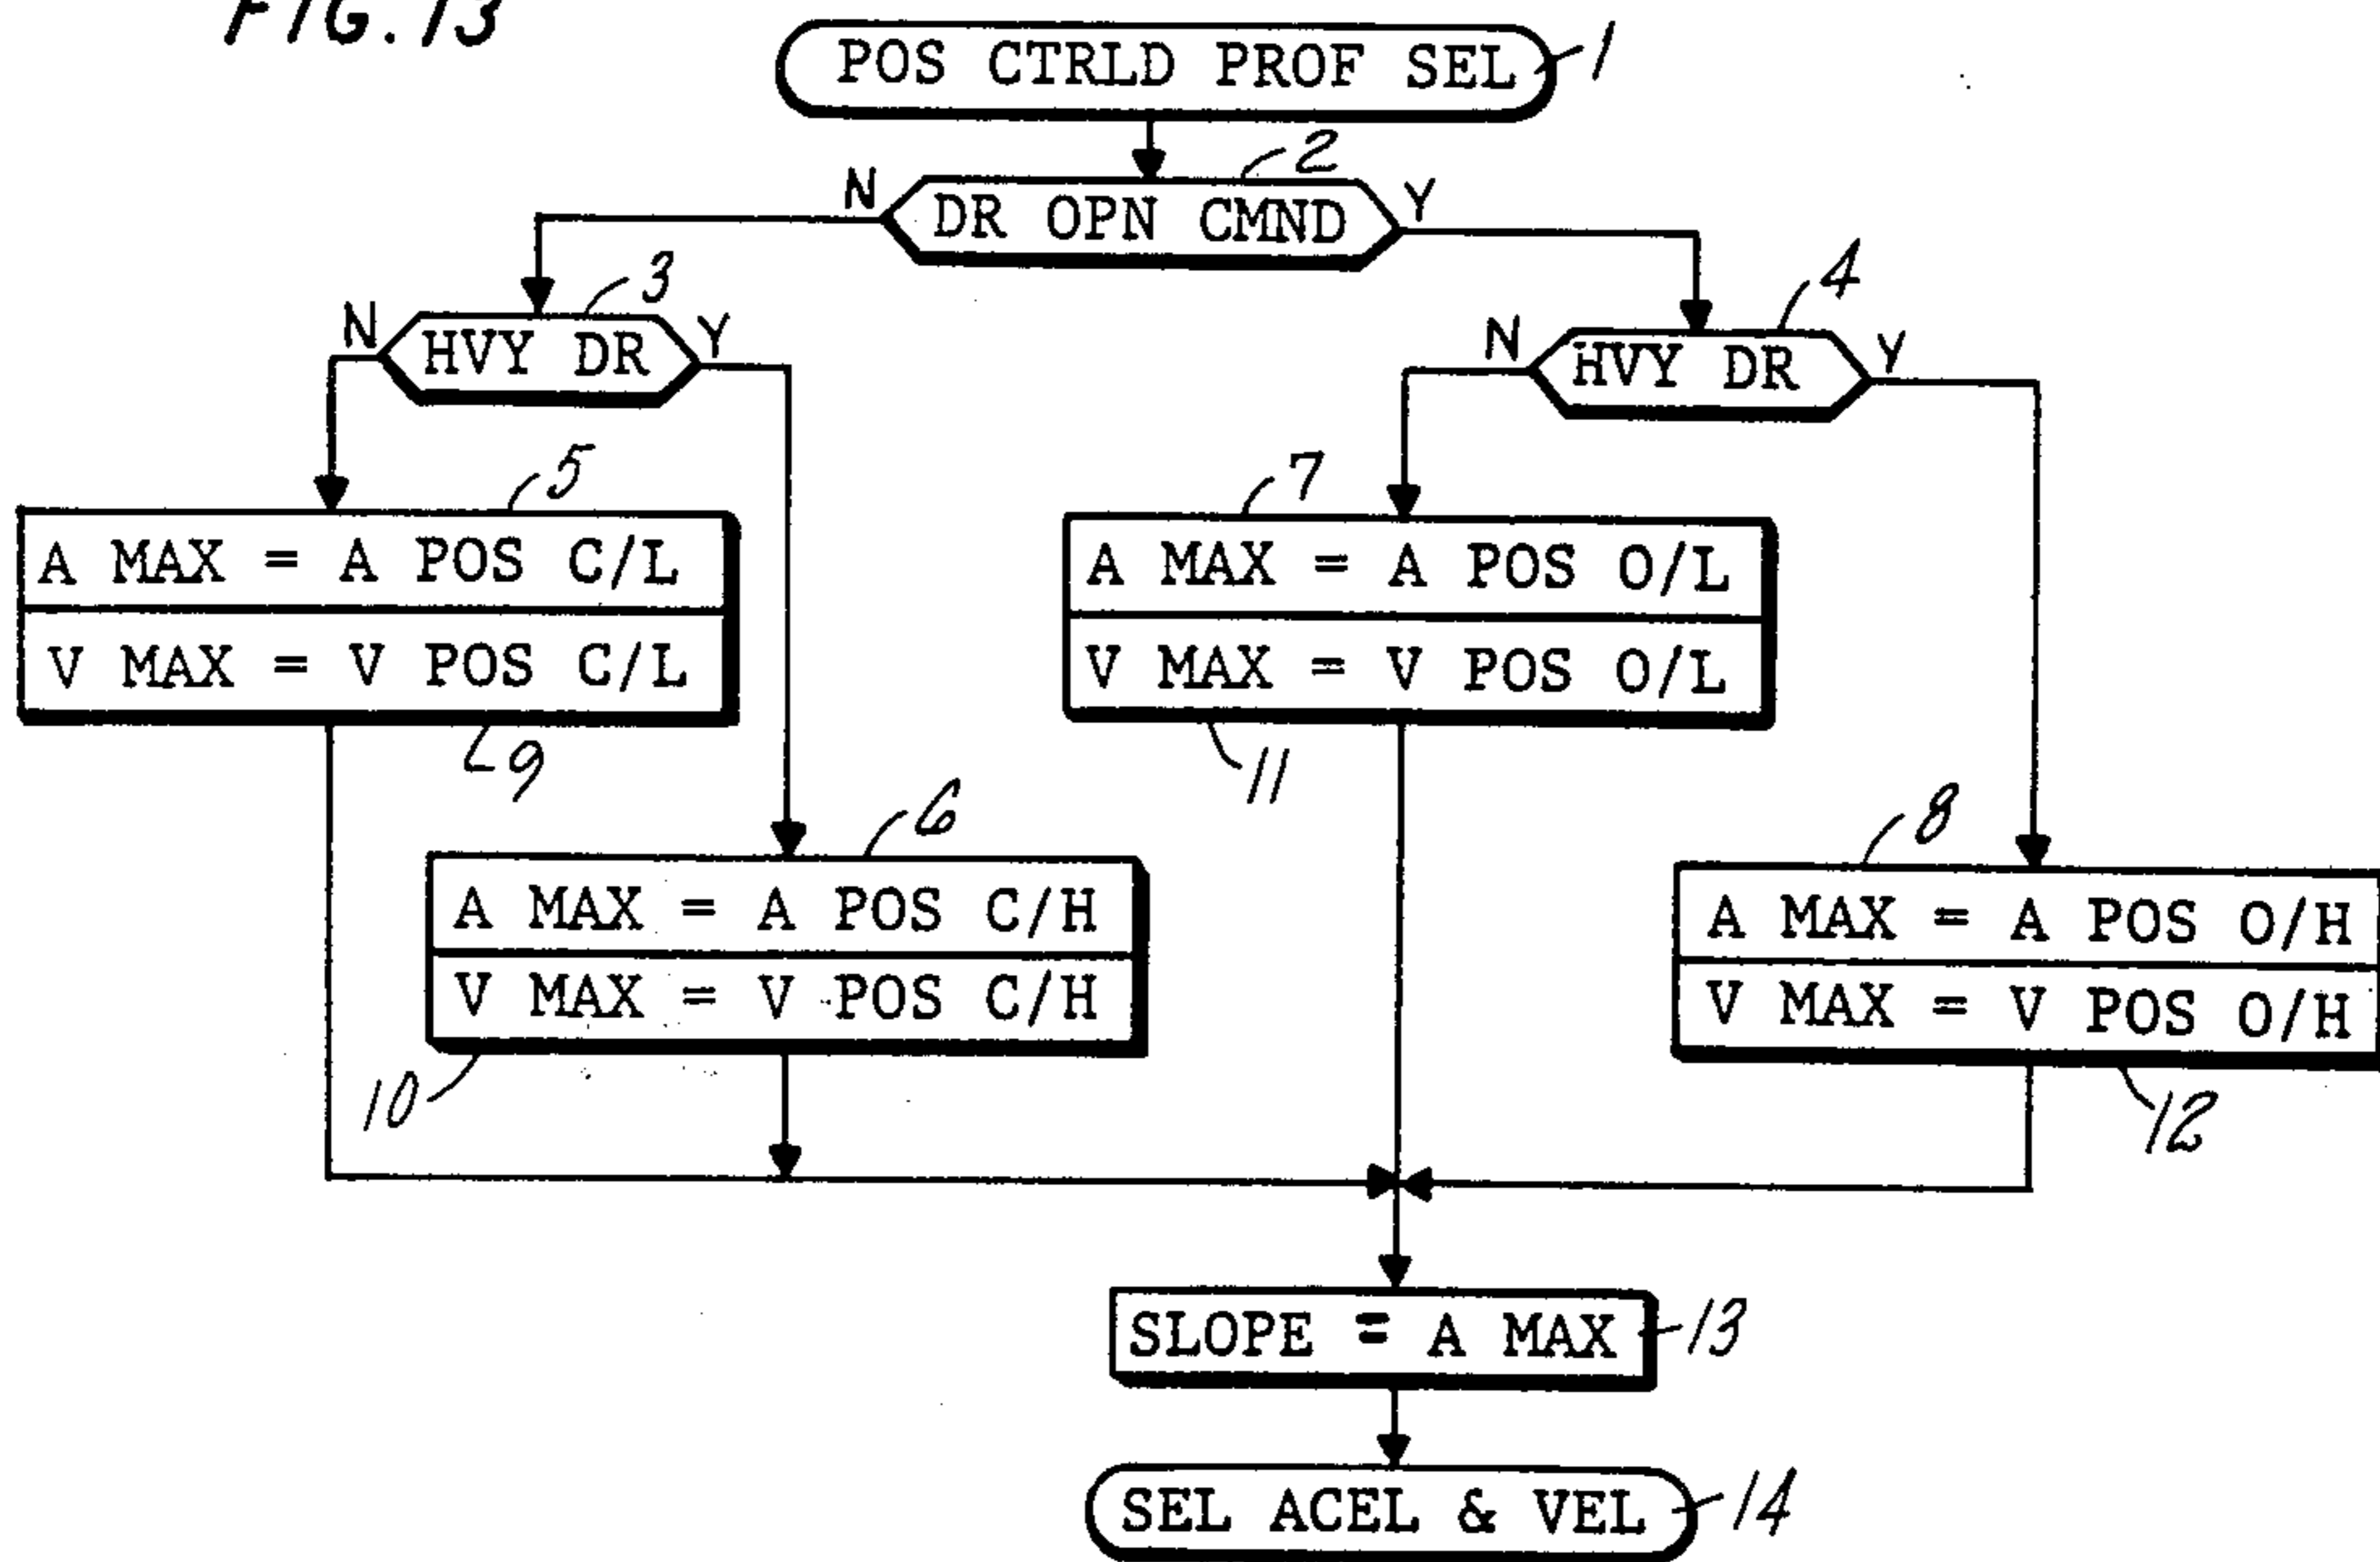 FIG. 13
POS CTRLD PROF SEL 1
2
N DR OPN CMND Y
3
N HVY DR Y
4
N HVY DR Y
5
A MAX = A POS C/L
V MAX = V POS C/L
9
7
A MAX = A POS O/L
V MAX = V POS O/L
11
6
A MAX = A POS C/H
V MAX = V POS C/H
10
8
A MAX = A POS O/H
V MAX = V POS O/H
12
SLOPE = A MAX 13
SEL ACEL & VEL 14